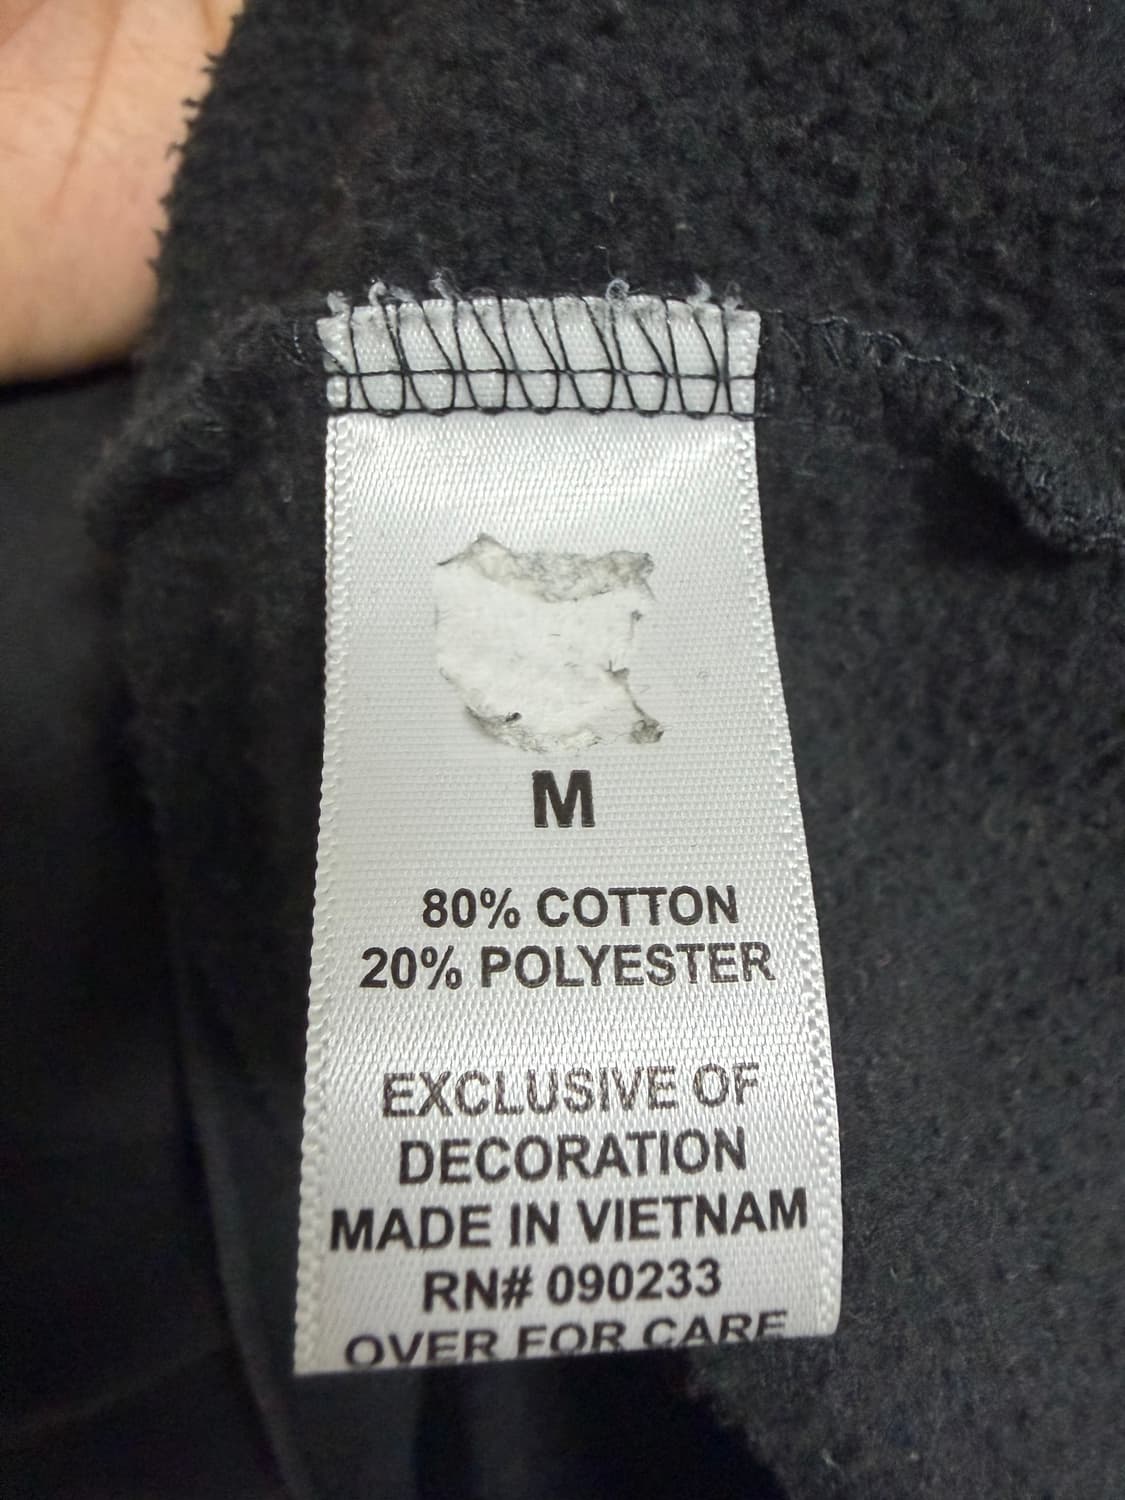 M
80% COTTON
20% POLYESTER
EXCLUSIVE OF
DECORATION
MADE IN VIETNAM
RN# 090233
OVER FOR CARE